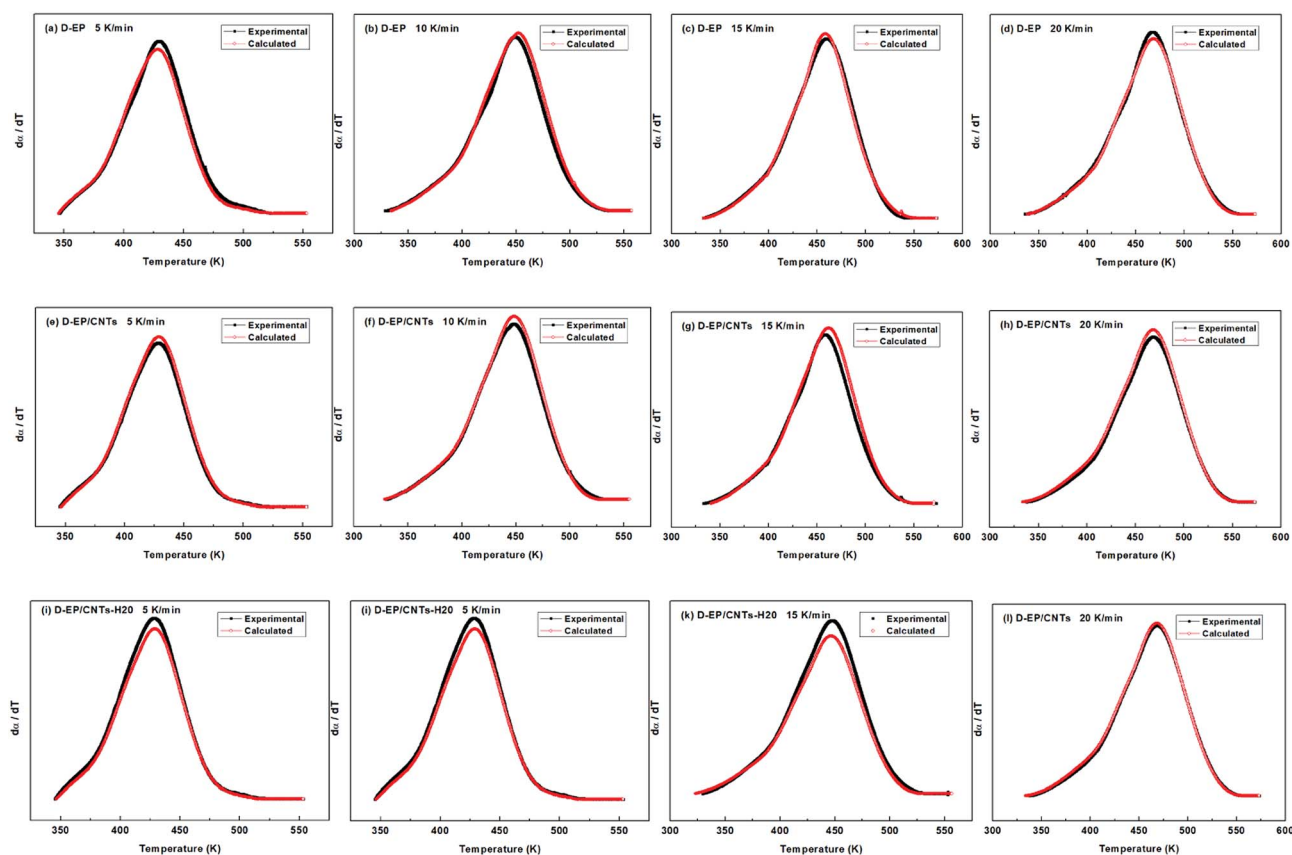 (a) D-EP 5 K/min
Experimental
Calculated
dα / dT
350 400 450 500 550
Temperature (K)
(b) D-EP 10 K/min
Experimental
Calculated
dα / dT
350 400 450 500 550
Temperature (K)
(c) D-EP 15 K/min
Experimental
Calculated
dα / dT
300 350 400 450 500 550 600
Temperature (K)
(d) D-EP 20 K/min
Experimental
Calculated
dα / dT
300 350 400 450 500 550 600
Temperature (K)
(e) D-EP/CNTs 5 K/min
Experimental
Calculated
dα / dT
350 400 450 500 550
Temperature (K)
(f) D-EP/CNTs 10 K/min
Experimental
Calculated
dα / dT
300 350 400 450 500 550
Temperature (K)
(g) D-EP/CNTs 15 K/min
Experimental
Calculated
dα / dT
300 350 400 450 500 550 600
Temperature (K)
(h) D-EP/CNTs 20 K/min
Experimental
Calculated
dα / dT
300 350 400 450 500 550 600
Temperature (K)
(i) D-EP/CNTs-H20 5 K/min
Experimental
Calculated
dα / dT
350 400 450 500 550
Temperature (K)
(i) D-EP/CNTs-H20 5 K/min
Experimental
Calculated
dα / dT
350 400 450 500 550
Temperature (K)
(k) D-EP/CNTs-H20 15 K/min
Experimental
Calculated
dα / dT
350 400 450 500 550
Temperature (K)
(l) D-EP/CNTs 20 K/min
Experimental
Calculated
dα / dT
300 350 400 450 500 550 600
Temperature (K)